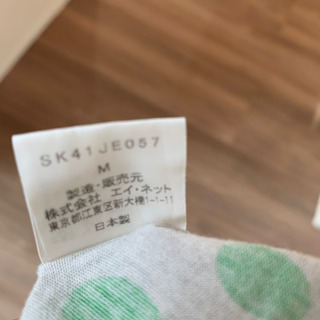 SK41JE057
M
製造・販売元
株式会社 エイ・ネット
東京都江東区新大橋1-1-11
日本製